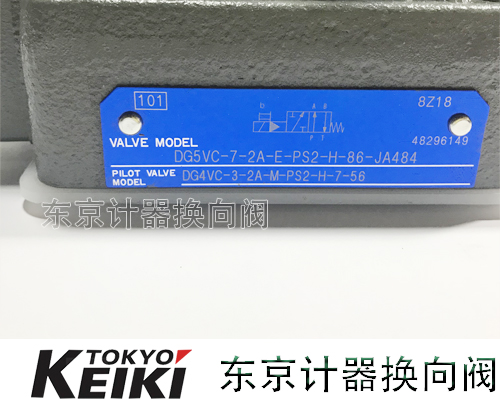 101
8Z18
D
A B
P T
VALVE MODEL
48296149
DG5VC-7-2A-E-PS2-H-86-JA484
PILOT VALVE
MODEL
DG4VC-3-2A-M-PS2-H-7-56
东京计器换向阀
TOKYO
KEIKI
东京计器换向阀